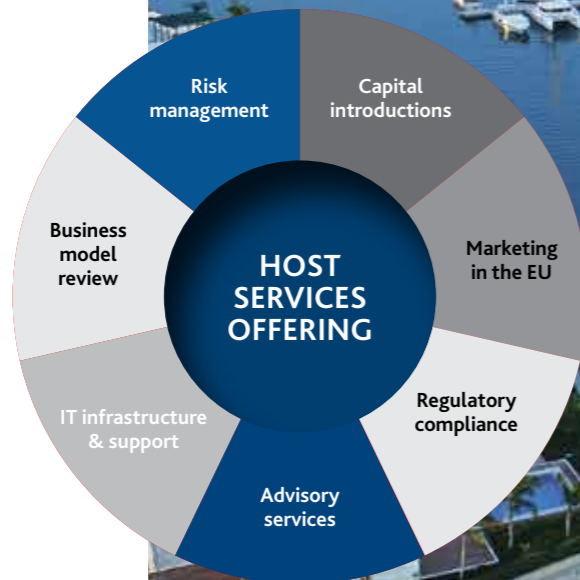 Risk
management
Capital
introductions
Marketing
in the EU
Regulatory
compliance
Advisory
services
IT infrastructure
& support
Business
model
review
HOST
SERVICES
OFFERING